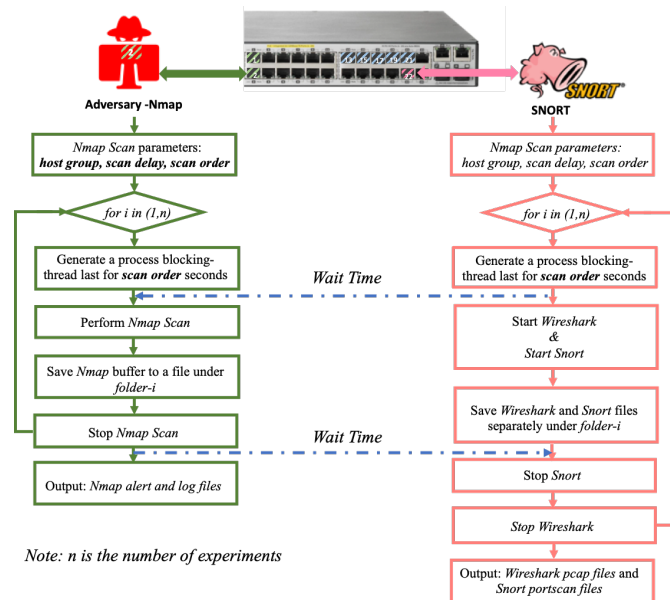 Adversary -Nmap
SNORT®
SNORT
Nmap Scan parameters:
host group, scan delay, scan order
for i in (1,n)
Generate a process blocking-
thread last for scan order seconds
Perform Nmap Scan
Save Nmap buffer to a file under
folder-i
Stop Nmap Scan
Output: Nmap alert and log files
Wait Time
Wait Time
Nmap Scan parameters:
host group, scan delay, scan order
for i in (1,n)
Generate a process blocking-
thread last for scan order seconds
Start Wireshark
&
Start Snort
Save Wireshark and Snort files
separately under folder-i
Stop Snort
Stop Wireshark
Output: Wireshark pcap files and
Snort portscan files
Note: n is the number of experiments